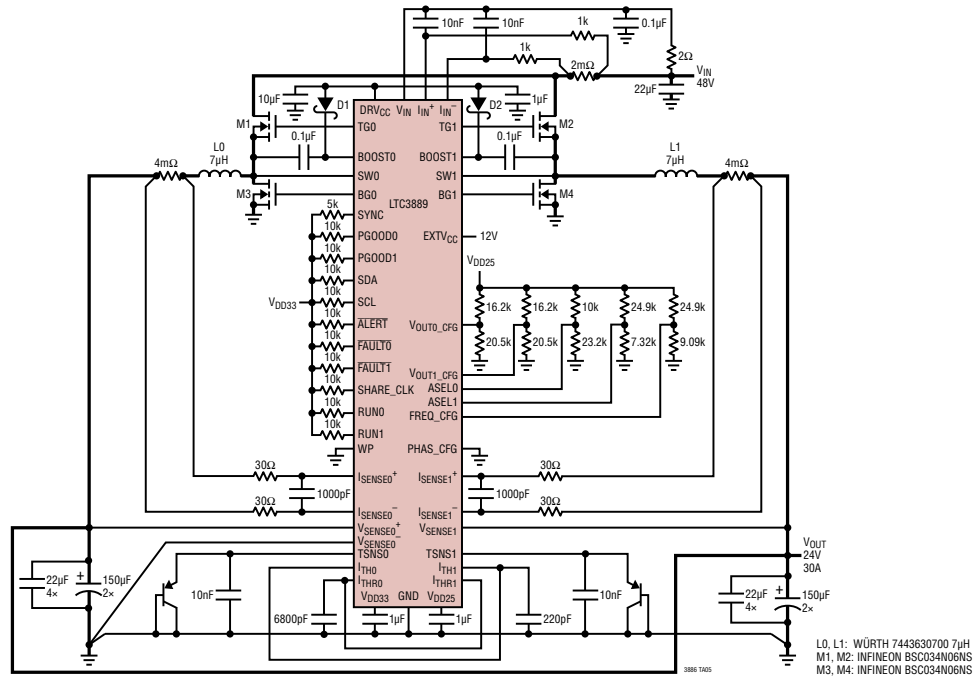 10nF
10nF
0.1µF
1k
1k
2Ω
2mΩ
VIN
48V
22µF
10µF
D1
DRVCC
VIN
IIN+
IIN–
D2
1µF
M1
TG0
TG1
M2
0.1µF
0.1µF
L0
7µH
L1
7µH
4mΩ
BOOST0
BOOST1
4mΩ
SW0
SW1
M3
BG0
BG1
M4
LTC3889
5k
SYNC
10k
PGOOD0
EXTVCC
12V
10k
PGOOD1
VDD25
10k
SDA
10k
VDD33
SCL
16.2k
16.2k
10k
24.9k
24.9k
10k
ALERT
VOUT0_CFG
10k
FAULT0
20.5k
20.5k
23.2k
7.32k
9.09k
10k
FAULT1
VOUT1_CFG
10k
SHARE_CLK
ASEL0
10k
ASEL1
RUN0
FREQ_CFG
10k
RUN1
WP
PHAS_CFG
30Ω
ISENSE0+
ISENSE1+
30Ω
1000pF
1000pF
30Ω
ISENSE0–
ISENSE1–
30Ω
VSENSE0+
VSENSE1
VSENSE0–
VOUT
24V
30A
TSNS0
TSNS1
ITH0
ITH1
ITHR0
ITHR1
22µF
4×
+
150µF
2×
10nF
10nF
22µF
4×
+
150µF
2×
VDD33
GND
VDD25
6800pF
1µF
1µF
220pF
3886 TA05
L0, L1: WÜRTH 7443630700 7µH
M1, M2: INFINEON BSC034N06NS
M3, M4: INFINEON BSC034N06NS